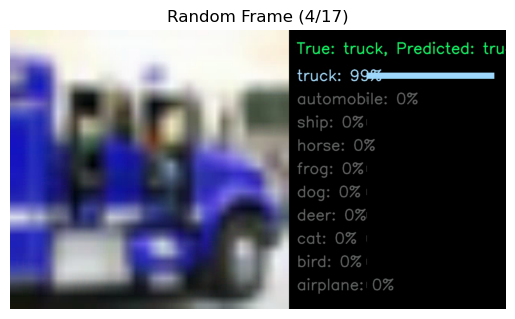 Random Frame (4/17)
True: truck, Predicted: tru
truck: 99%
automobile: 0%
ship: 0%
horse: 0%
frog: 0%
dog: 0%
deer: 0%
cat: 0%
bird: 0%
airplane: 0%